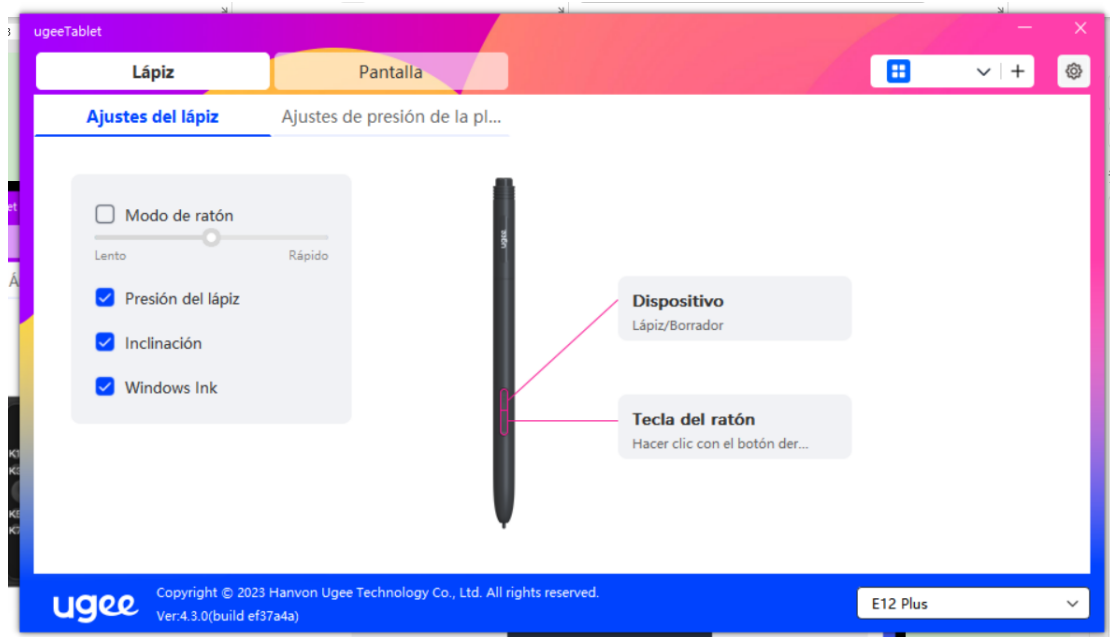 ugeeTablet
Lápiz
Pantalla
Ajustes del lápiz
Ajustes de presión de la pl...
Modo de ratón
Lento
Rápido
Presión del lápiz
Inclinación
Windows Ink
ugee
Dispositivo
Lápiz/Borrador
Tecla del ratón
Hacer clic con el botón der...
ugee
Copyright © 2023 Hanvon Ugee Technology Co., Ltd. All rights reserved.
Ver:4.3.0(build ef37a4a)
E12 Plus